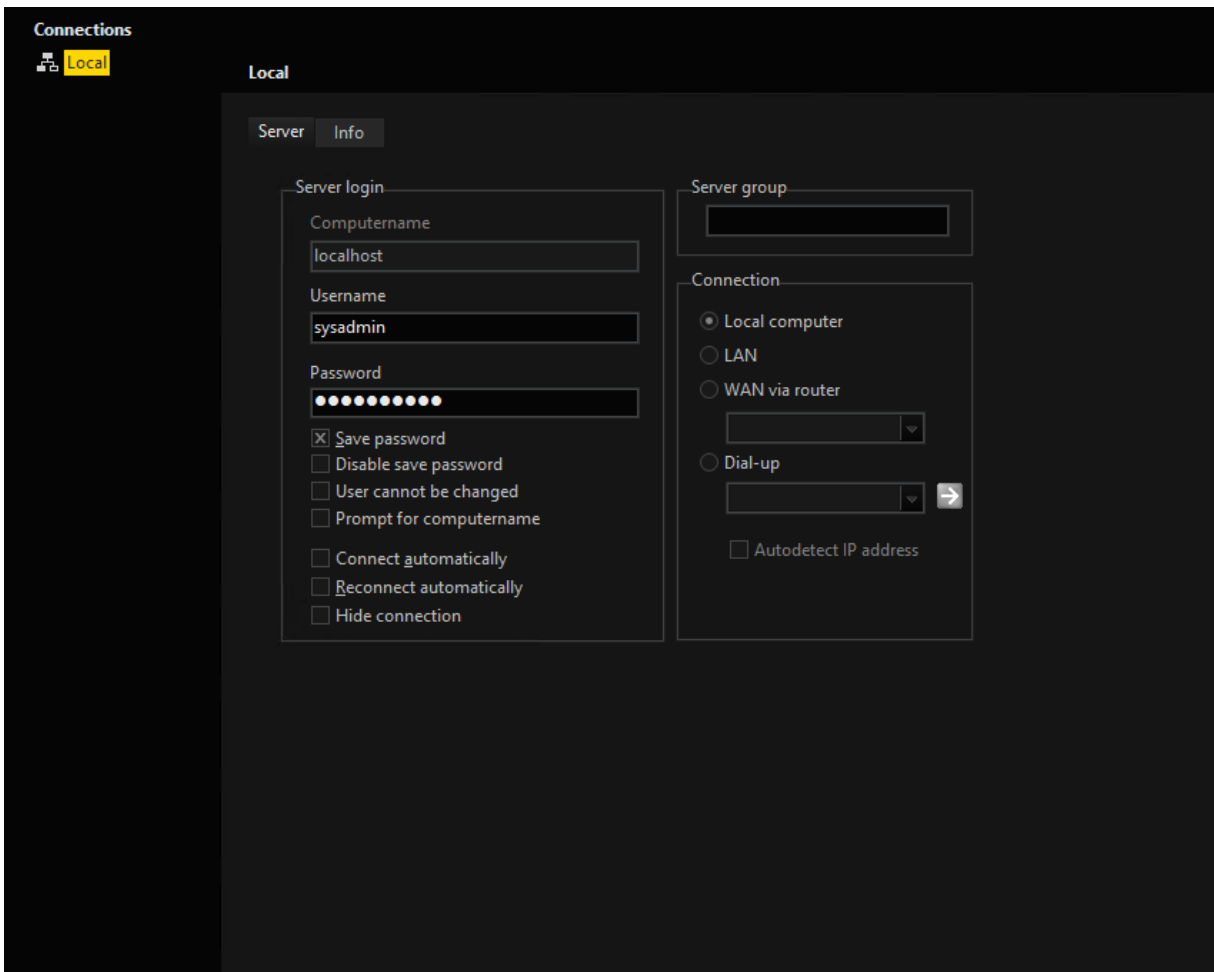 Connections
Local
Local
Server
Info
Server login
Computername
localhost
Username
sysadmin
Password
●●●●●●●●●●
Save password
Disable save password
User cannot be changed
Prompt for computername
Connect automatically
Reconnect automatically
Hide connection
Server group
Connection
Local computer
LAN
WAN via router
Dial-up
Autodetect IP address